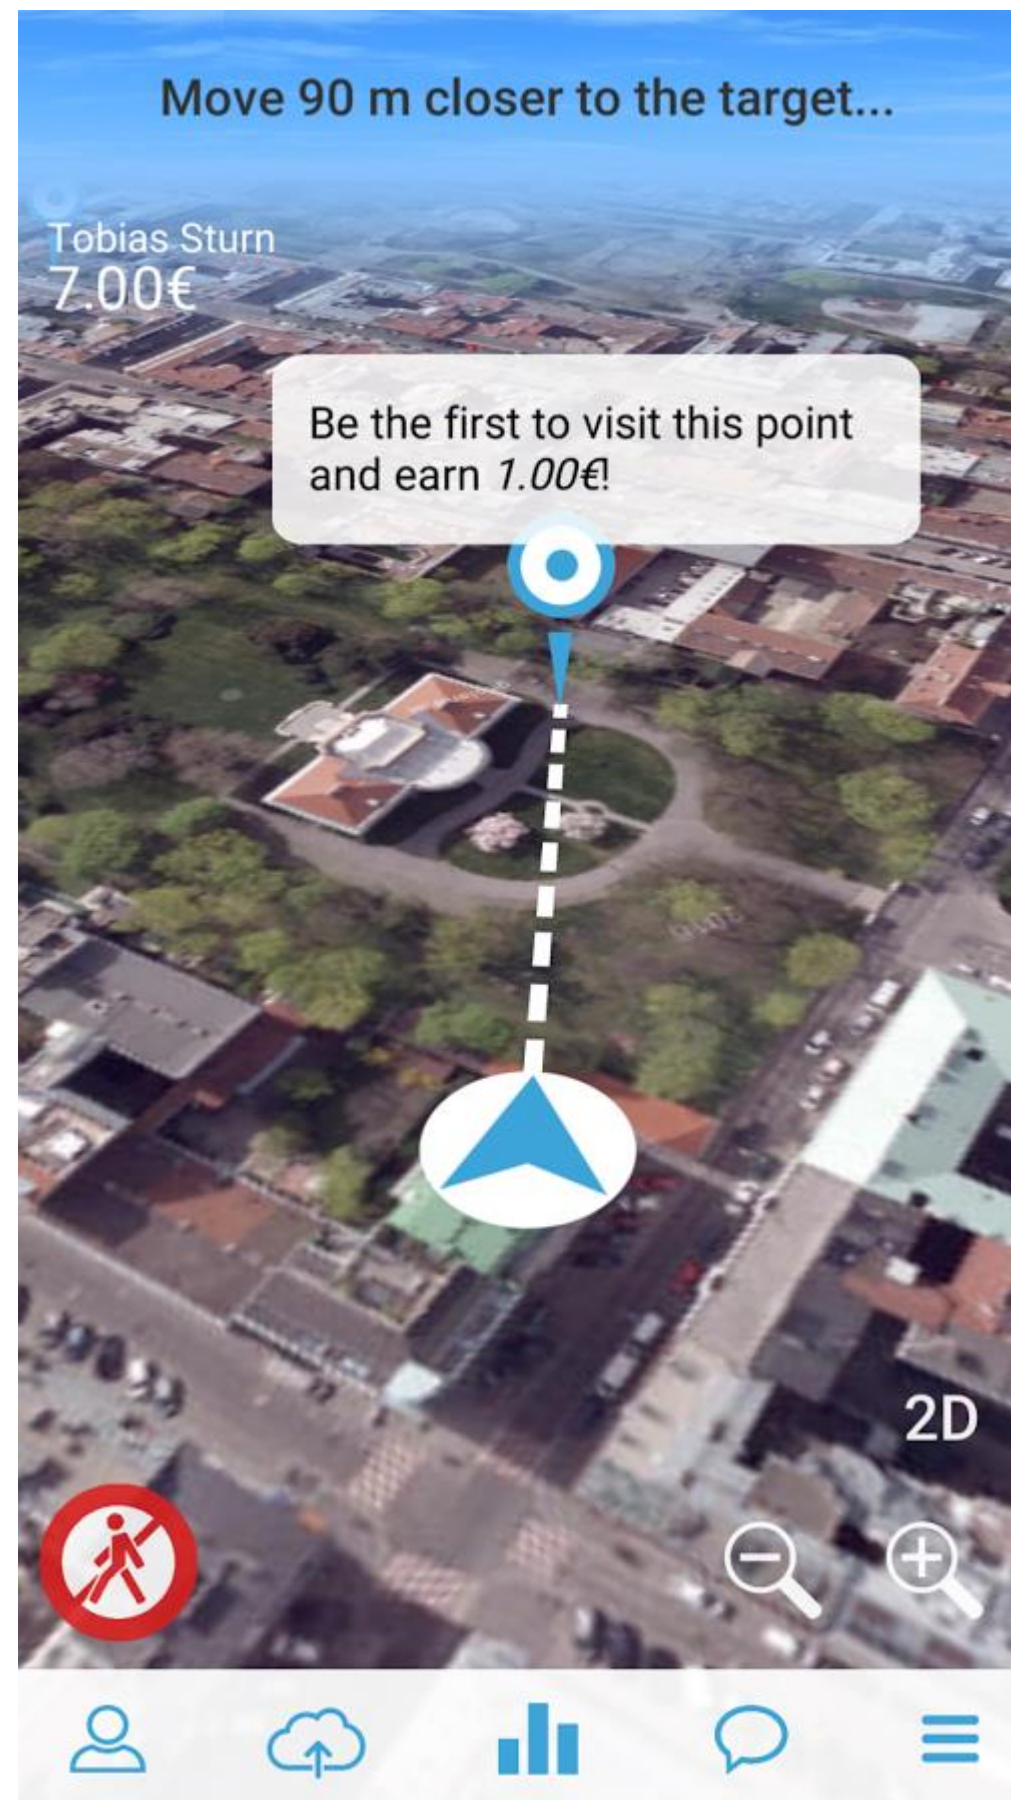 Move 90 m closer to the target...
Tobias Sturn
7.00€
Be the first to visit this point
and earn 1.00€!
2D